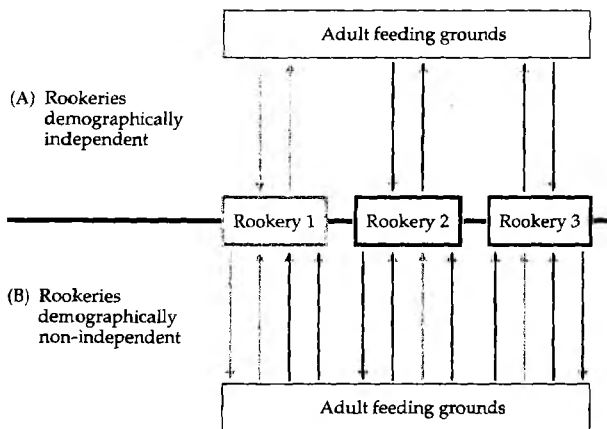 Adult feeding grounds
(A) Rookeries
demographically
independent
Rookery 1
Rookery 2
Rookery 3
(B) Rookeries
demographically
non-independent
Adult feeding grounds